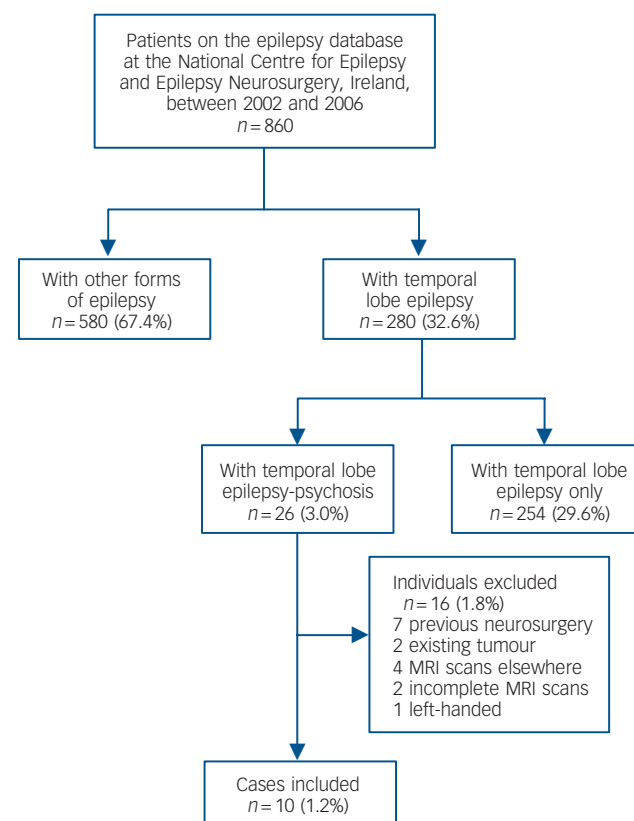 Patients on the epilepsy database
at the National Centre for Epilepsy
and Epilepsy Neurosurgery, Ireland,
between 2002 and 2006
n=860
With other forms
of epilepsy
n=580 (67.4%)
With temporal
lobe epilepsy
n=280 (32.6%)
With temporal lobe
epilepsy-psychosis
n=26 (3.0%)
With temporal lobe
epilepsy only
n=254 (29.6%)
Individuals excluded
n=16 (1.8%)
7 previous neurosurgery
2 existing tumour
4 MRI scans elsewhere
2 incomplete MRI scans
1 left-handed
Cases included
n=10 (1.2%)